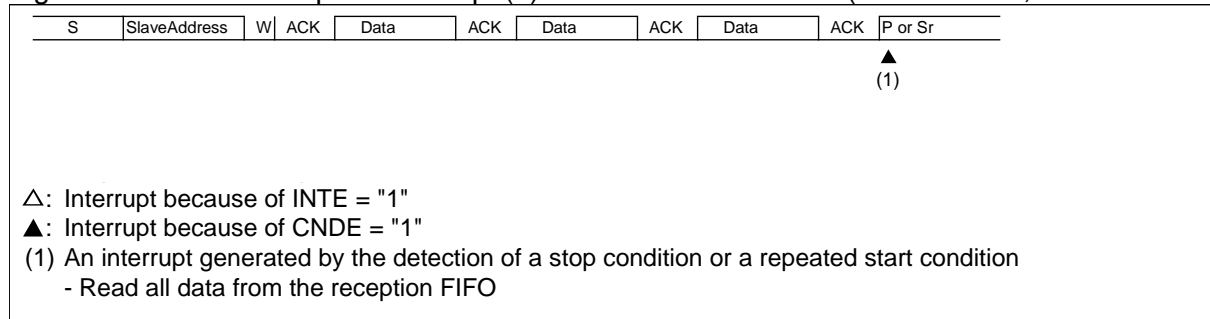 S SlaveAddress W ACK Data ACK Data ACK Data ACK P or Sr
▲
(1)
△: Interrupt because of INTE = "1"
▲: Interrupt because of CNDE = "1"
(1) An interrupt generated by the detection of a stop condition or a repeated start condition
- Read all data from the reception FIFO